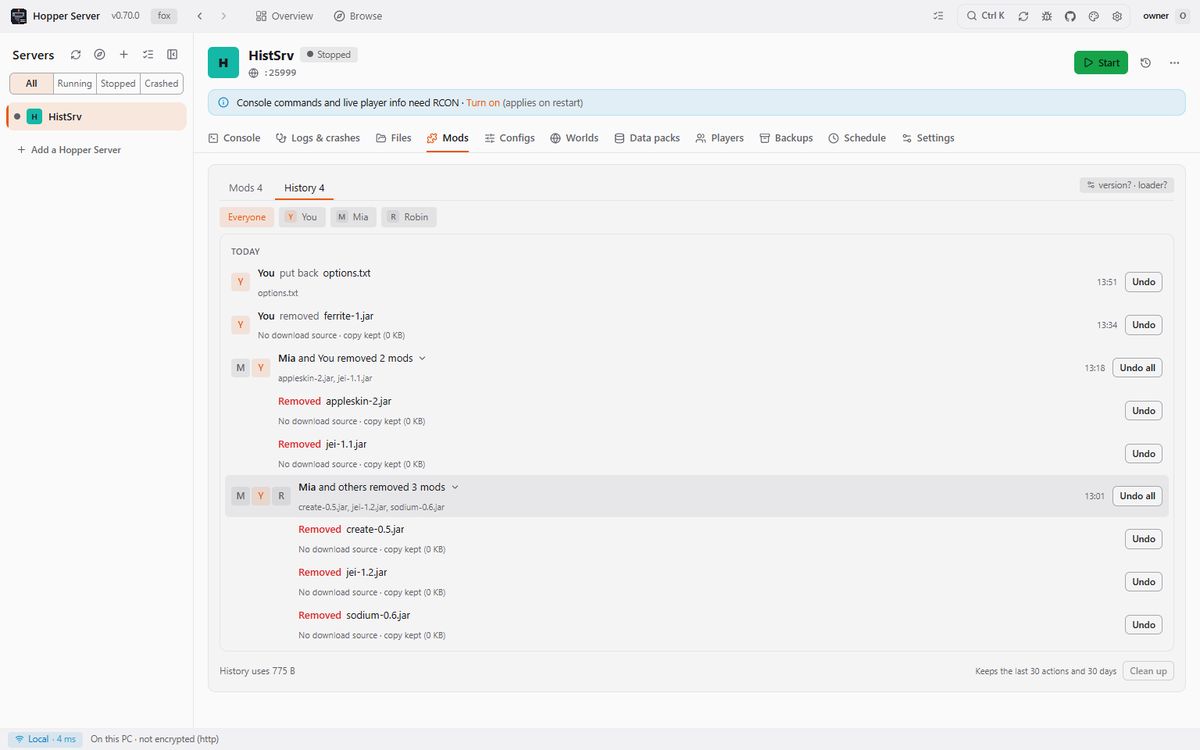 Hopper Server v0.70.0 fox Overview Browse Ctrl K owner O
Servers
All Running Stopped Crashed
H HistSrv
+ Add a Hopper Server
H HistSrv Stopped
: 25999
Start
Console commands and live player info need RCON · Turn on (applies on restart)
Console Logs & crashes Files Mods Configs Worlds Data packs Players Backups Schedule Settings
Mods 4 History 4 version? · loader?
Everyone Y You M Mia R Robin
TODAY
Y You put back options.txt 13:51 Undo
options.txt
Y You removed ferrite-1.jar 13:34 Undo
No download source · copy kept (0 KB)
M Y Mia and You removed 2 mods 13:18 Undo all
appleskin-2.jar, jei-1.1.jar
Removed appleskin-2.jar Undo
No download source · copy kept (0 KB)
Removed jei-1.1.jar Undo
No download source · copy kept (0 KB)
M Y R Mia and others removed 3 mods 13:01 Undo all
create-0.5.jar, jei-1.2.jar, sodium-0.6.jar
Removed create-0.5.jar Undo
No download source · copy kept (0 KB)
Removed jei-1.2.jar Undo
No download source · copy kept (0 KB)
Removed sodium-0.6.jar Undo
No download source · copy kept (0 KB)
History uses 775 B Keeps the last 30 actions and 30 days Clean up
Local · 4 ms On this PC · not encrypted (http)